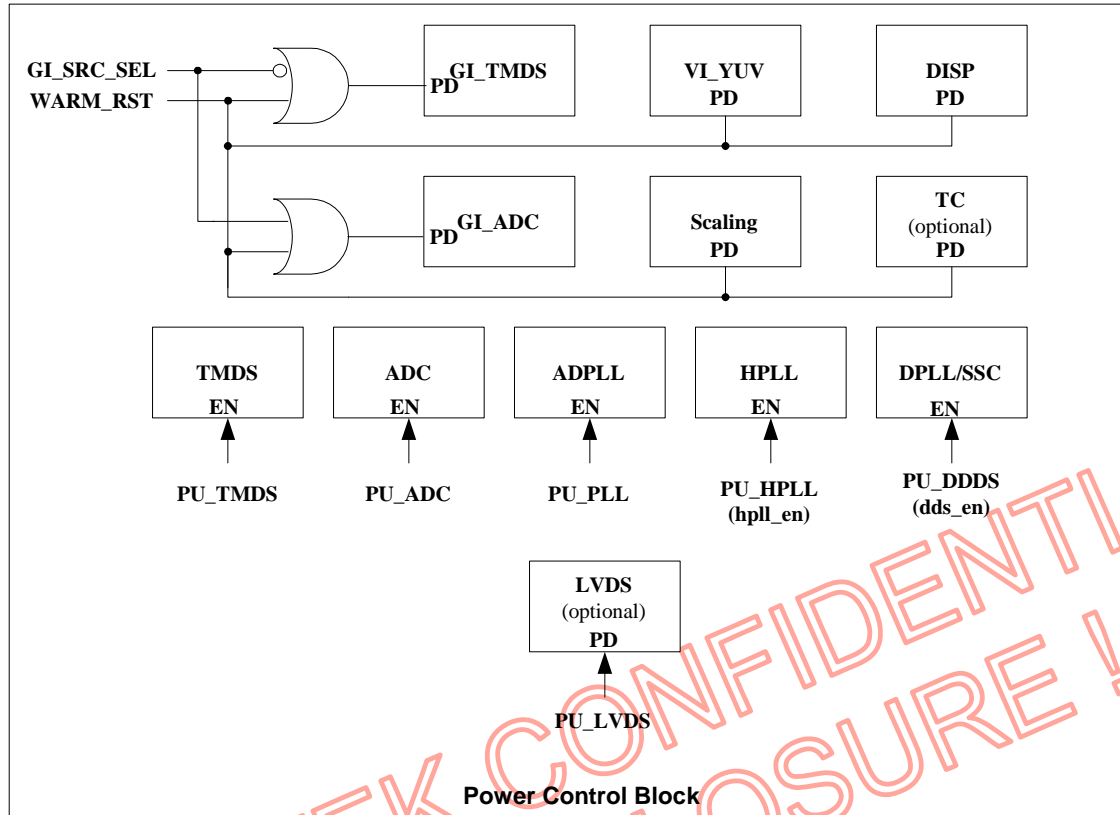 GI_SRC_SEL
WARM_RST
GI_TMDS
PD
VI_YUV
PD
DISP
PD
GI_ADC
PD
Scaling
PD
TC
(optional)
PD
TMDS
EN
ADC
EN
ADPLL
EN
HPLL
EN
DPLL/SSC
EN
PU_TMDS
PU_ADC
PU_PLL
PU_HPLL
(hpll_en)
PU_DDDS
(dds_en)
LVDS
(optional)
PD
PU_LVDS
Power Control Block